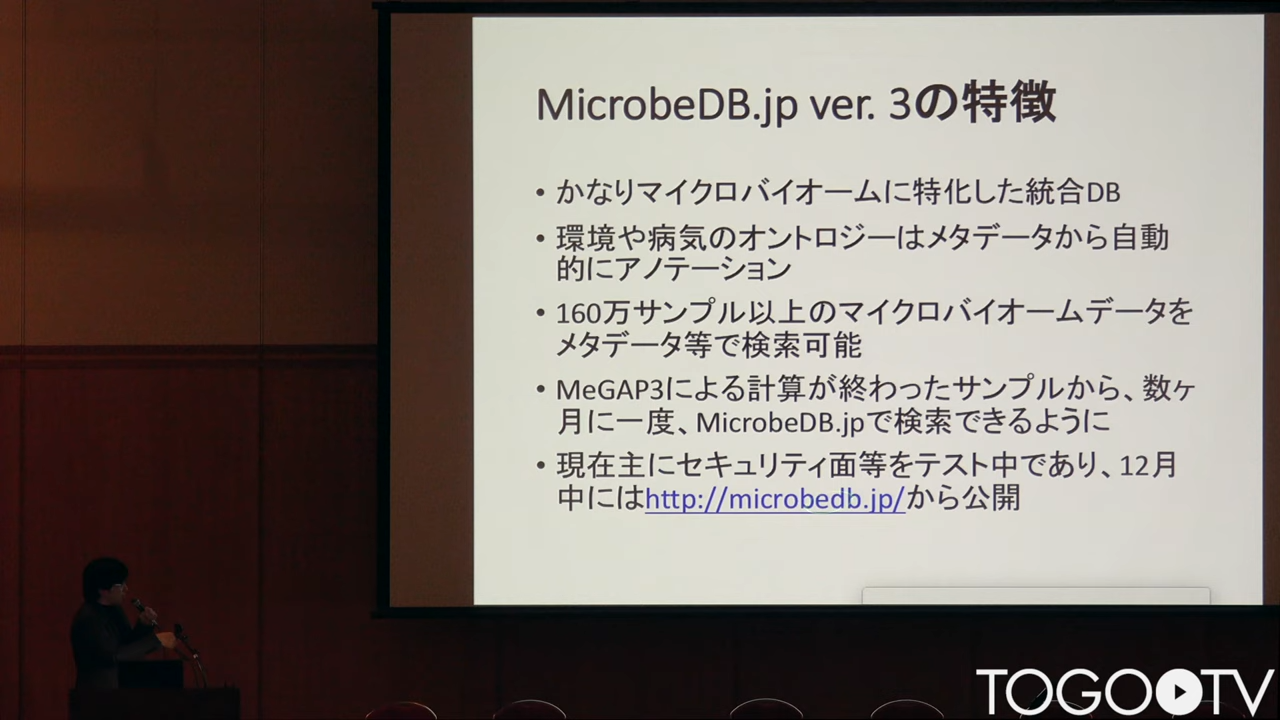 MicrobeDB.jp ver. 3の特徴
• かなりマイクロバイオームに特化した統合DB
• 環境や病気のオントロジーはメタデータから自動
的にアノテーション
• 160万サンプル以上のマイクロバイオームデータを
メタデータ等で検索可能
• MeGAP3による計算が終わったサンプルから、数ヶ
月に一度、MicrobeDB.jpで検索できるように
• 現在主にセキュリティ面等をテスト中であり、12月
中にはhttp://microbedb.jp/から公開
TOGOTV